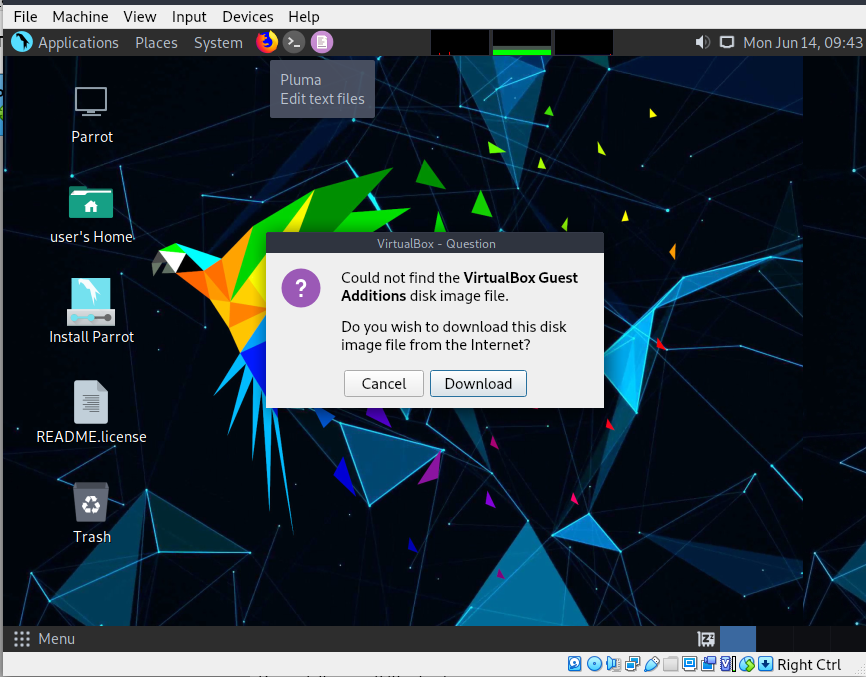 File Machine View Input Devices Help
Applications Places System Mon Jun 14, 09:43
Pluma
Edit text files
Parrot
user's Home
Install Parrot
README.license
Trash
VirtualBox - Question
?
Could not find the VirtualBox Guest
Additions disk image file.
Do you wish to download this disk
image file from the Internet?
Cancel Download
Menu
Right Ctrl